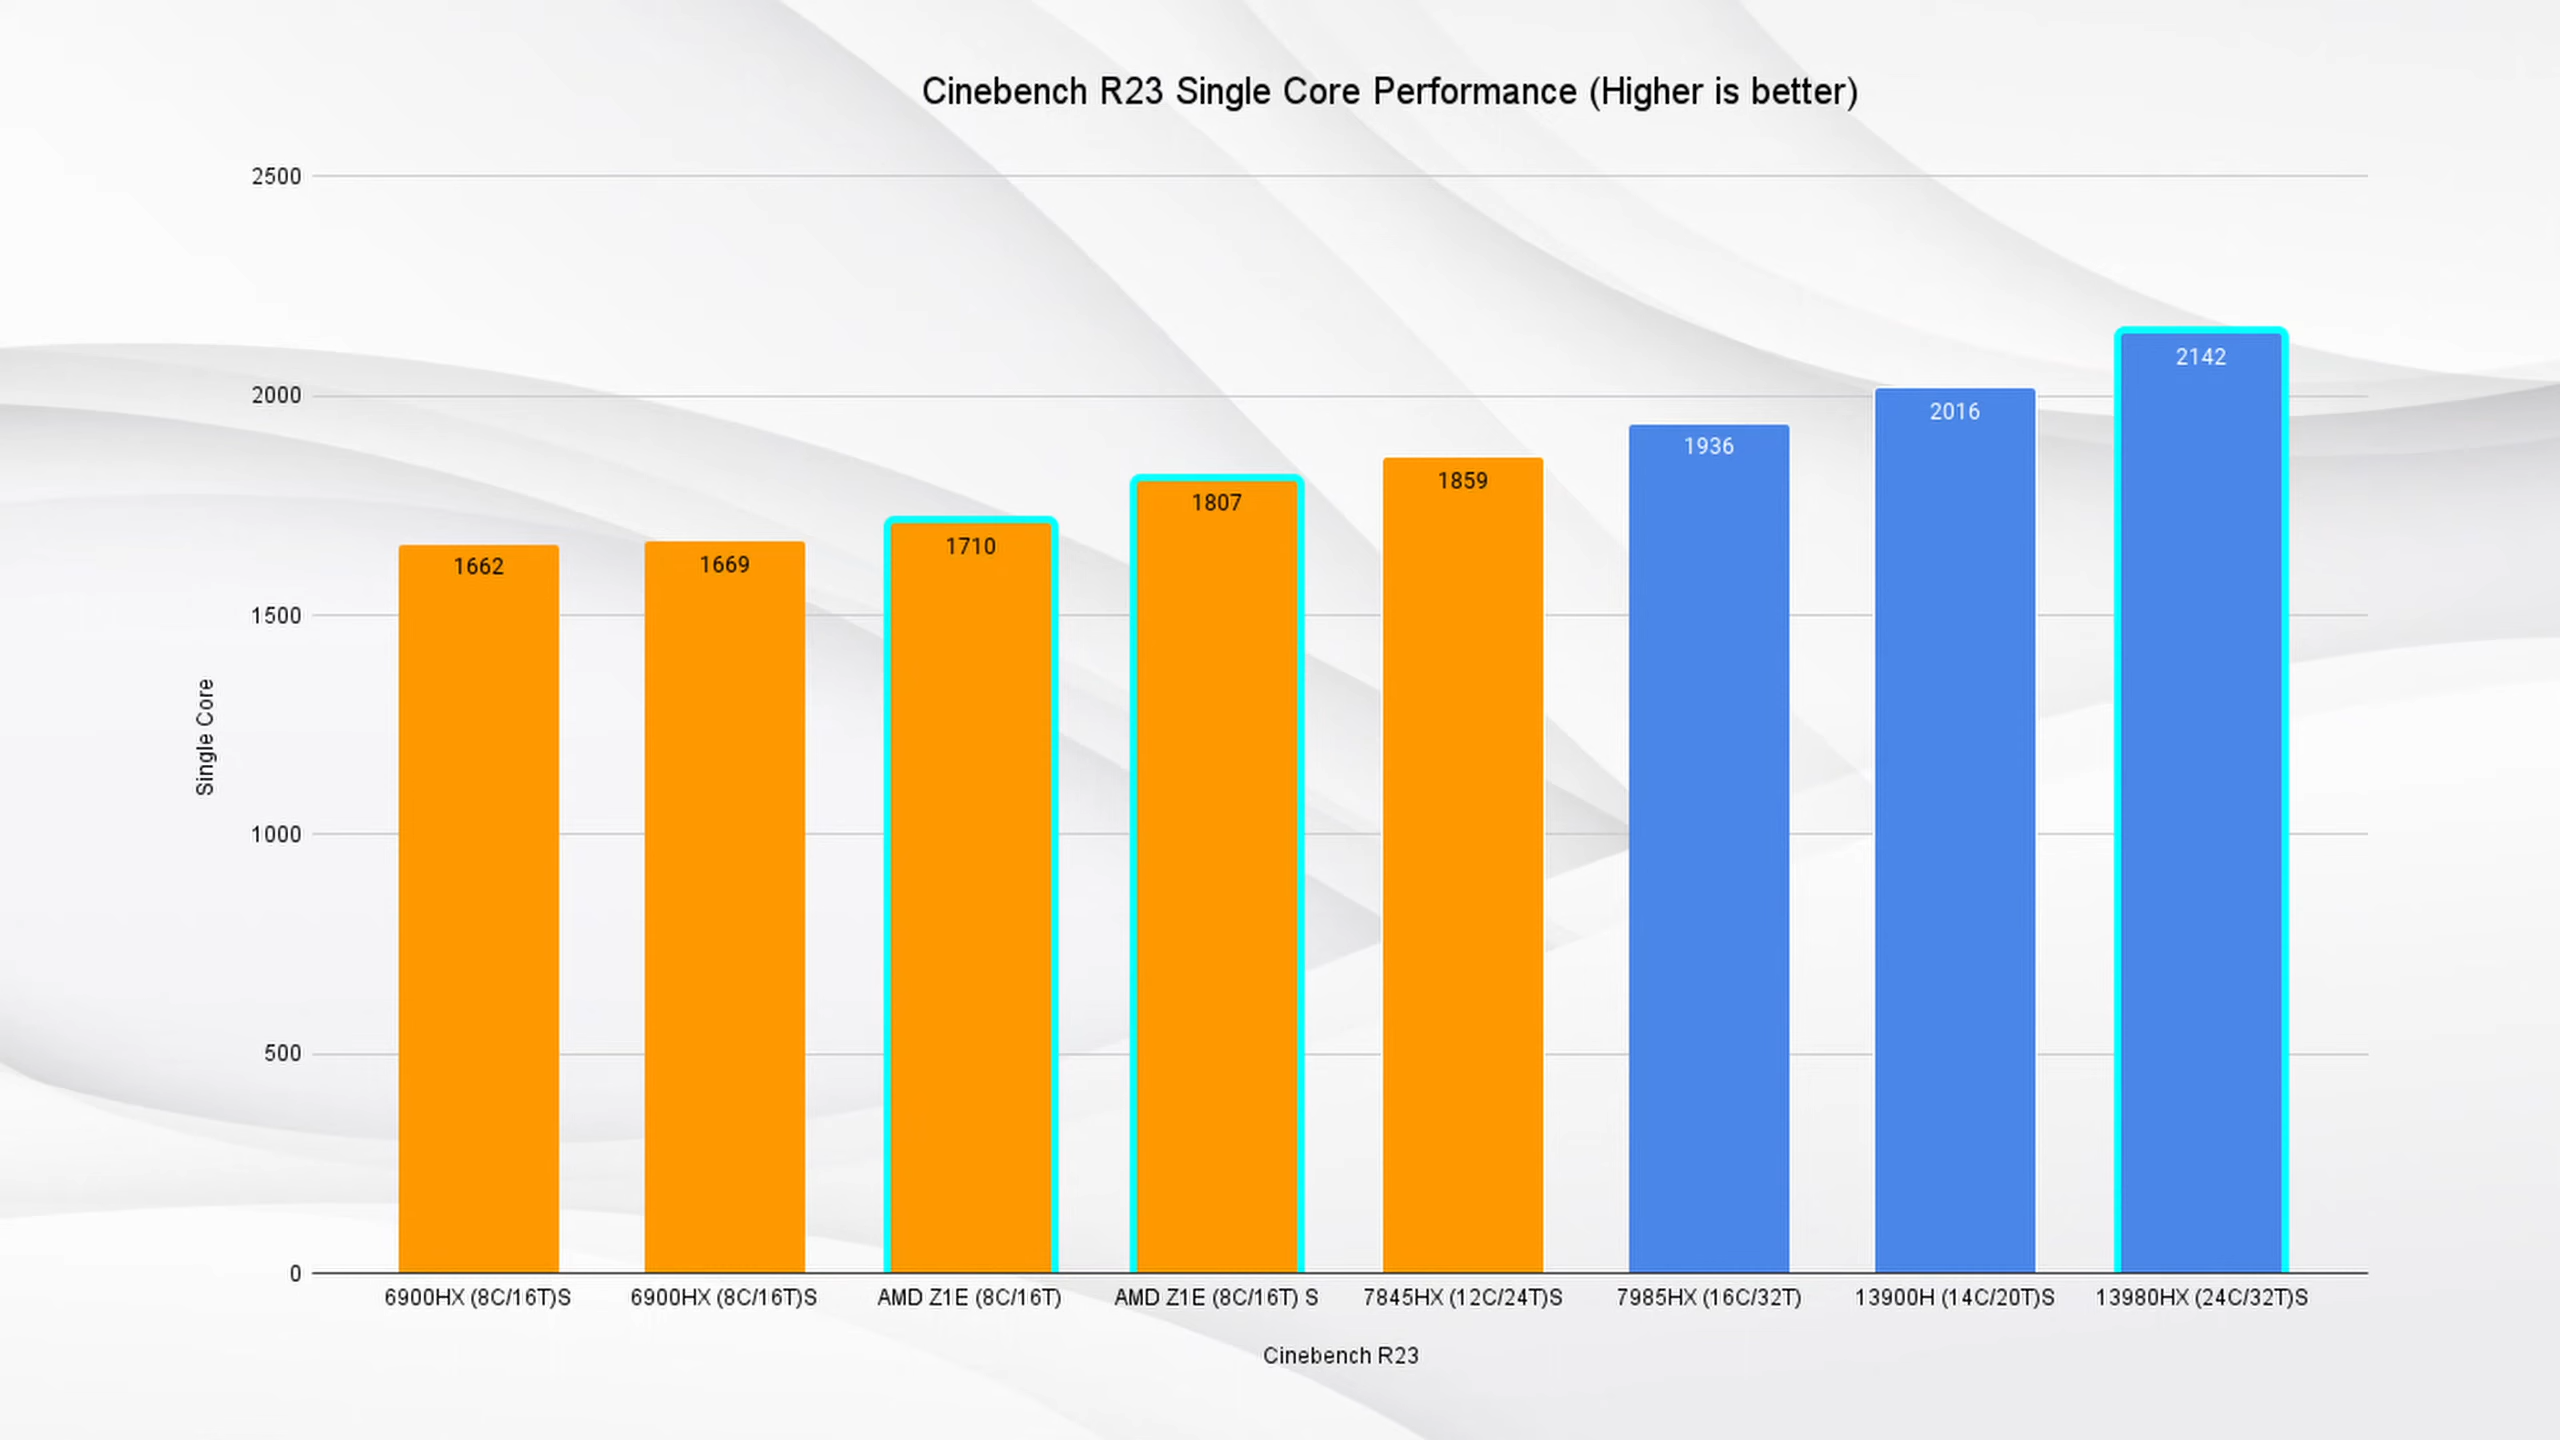 Cinebench R23 Single Core Performance (Higher is better)
2500
2000
1500
1000
500
0
Single Core
1662
1669
1710
1807
1859
1936
2016
2142
6900HX (8C/16T)S
6900HX (8C/16T)S
AMD Z1E (8C/16T)
AMD Z1E (8C/16T) S
7845HX (12C/24T)S
7985HX (16C/32T)
13900H (14C/20T)S
13980HX (24C/32T)S
Cinebench R23